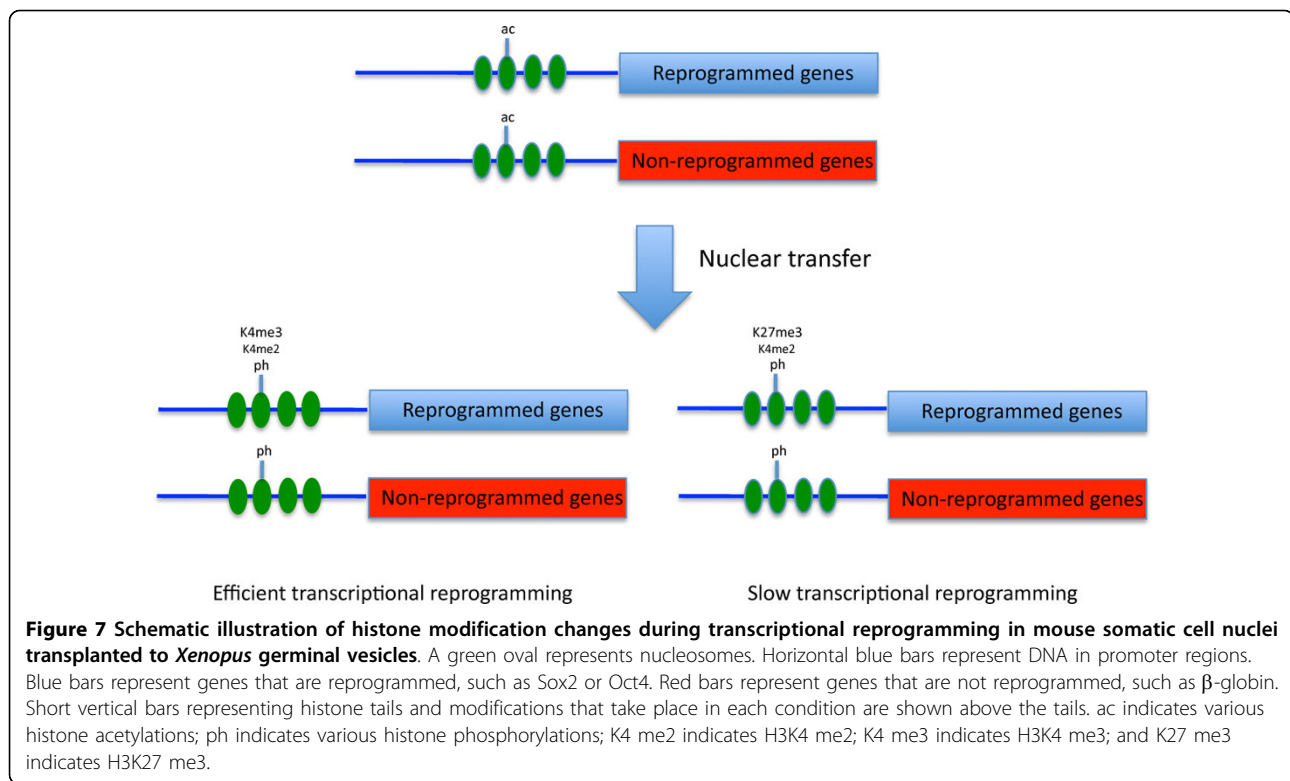 ac
Reprogrammed genes
ac
Non-reprogrammed genes
Nuclear transfer
K4me3
K4me2
ph
Reprogrammed genes
ph
Non-reprogrammed genes
Efficient transcriptional reprogramming
K27me3
K4me2
ph
Reprogrammed genes
ph
Non-reprogrammed genes
Slow transcriptional reprogramming
Figure 7 Schematic illustration of histone modification changes during transcriptional reprogramming in mouse somatic cell nuclei
transplanted to Xenopus germinal vesicles. A green oval represents nucleosomes. Horizontal blue bars represent DNA in promoter regions.
Blue bars represent genes that are reprogrammed, such as Sox2 or Oct4. Red bars represent genes that are not reprogrammed, such as β-globin.
Short vertical bars representing histone tails and modifications that take place in each condition are shown above the tails. ac indicates various
histone acetylations; ph indicates various histone phosphorylations; K4 me2 indicates H3K4 me2; K4 me3 indicates H3K4 me3; and K27 me3
indicates H3K27 me3.